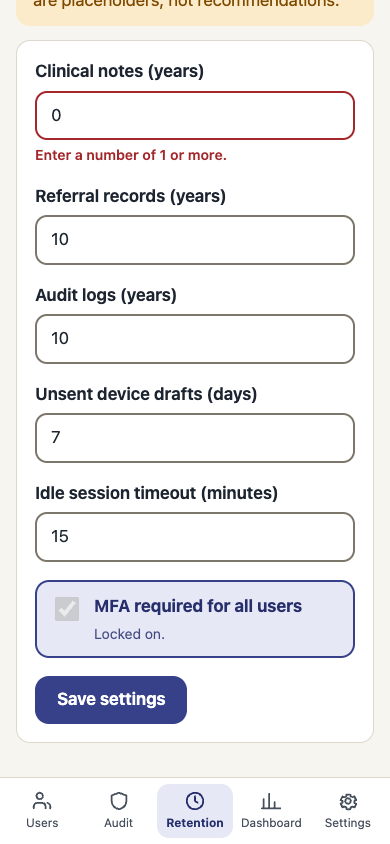 are placeholders, not recommendations.
Clinical notes (years)
0
Enter a number of 1 or more.
Referral records (years)
10
Audit logs (years)
10
Unsent device drafts (days)
7
Idle session timeout (minutes)
15
MFA required for all users
Locked on.
Save settings
Users
Audit
Retention
Dashboard
Settings